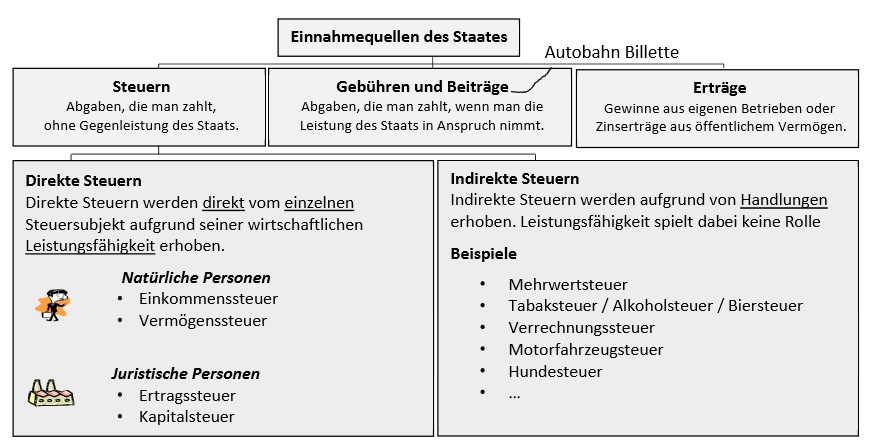 Einnahmequellen des Staates
Autobahn Billette
Steuern
Abgaben, die man zahlt,
ohne Gegenleistung des Staats.
Gebühren und Beiträge
Abgaben, die man zahlt, wenn man die
Leistung des Staats in Anspruch nimmt.
Erträge
Gewinne aus eigenen Betrieben oder
Zinserträge aus öffentlichem Vermögen.
Direkte Steuern
Direkte Steuern werden direkt vom einzelnen
Steuersubjekt aufgrund seiner wirtschaftlichen
Leistungsfähigkeit erhoben.
Natürliche Personen
• Einkommenssteuer
• Vermögenssteuer
Juristische Personen
• Ertragssteuer
• Kapitalsteuer
Indirekte Steuern
Indirekte Steuern werden aufgrund von Handlungen
erhoben. Leistungsfähigkeit spielt dabei keine Rolle
Beispiele
• Mehrwertsteuer
• Tabaksteuer / Alkoholsteuer / Biersteuer
• Verrechnungssteuer
• Motorfahrzeugsteuer
• Hundesteuer
• ...